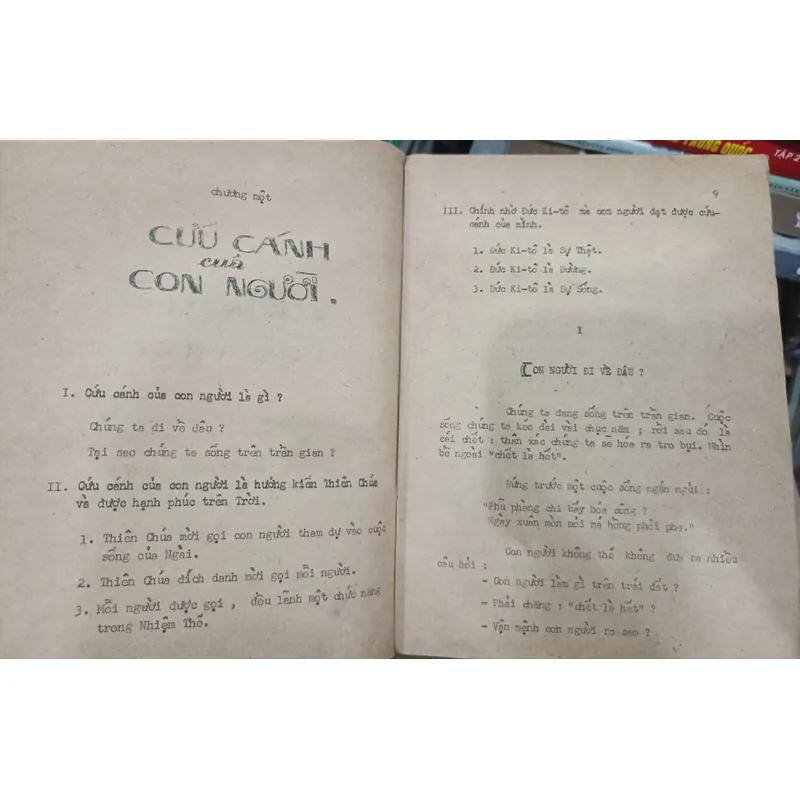 chương một
CỨU CÁNH
của
CON NGƯỜI.
I. Cứu cánh của con người là gì ?
Chúng ta đi về đâu ?
Tại sao chúng ta sống trên trần gian ?
II. Cứu cánh của con người là hưởng kiến Thiên Chúa
và được hạnh phúc trên Trời.
1. Thiên Chúa mời gọi con người tham dự vào cuộc
sống của Ngài.
2. Thiên Chúa đích danh mời gọi mỗi người.
3. Mỗi người được gọi , đều lãnh một chức năng
trong Nhiệm Thể.
9
III. Chính nhờ Đức Ki-tô mà con người đạt được cứu-
cánh của mình.
1. Đức Ki-tô là Sự Thật.
2. Đức Ki-tô là Đường.
3. Đức Ki-tô là Sự Sống.
I
CON NGƯỜI ĐI VỀ ĐÂU ?
Chúng ta đang sống trên trần gian. Cuộc
sống chúng ta kéo dài vài chục năm , rồi sau đó là
cái chết : thân xác chúng ta sẽ hóa ra tro bụi. Nhìn
bề ngoài "chết là hết".
Đứng trước một cuộc sống ngắn ngủi :
"Phũ phàng chi bấy hóa công ?
Ngày xuân mòn mỏi má hồng phôi pha."
Con người không thể không đưa ra nhiều
câu hỏi :
- Con người làm gì trên trái đất ?
- Phải chăng : "chết là hết" ?
- Vận mệnh con người ra sao ?
TRUNG QUỐC
TẬP 2